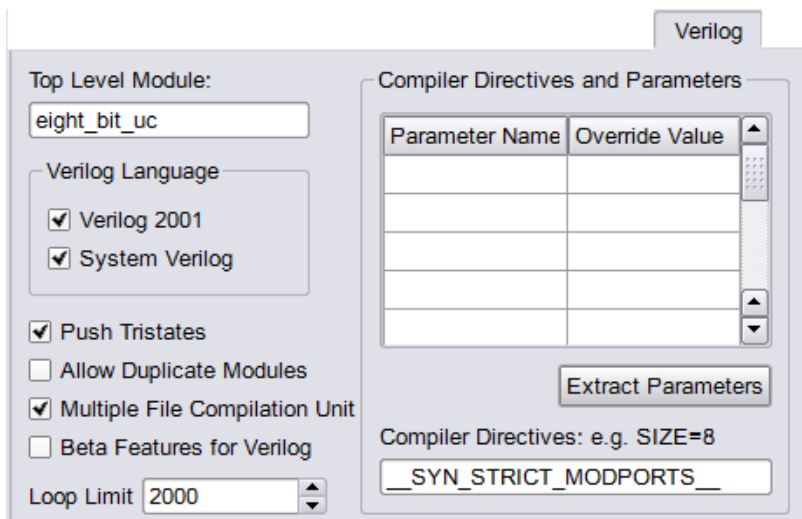 Verilog
Top Level Module:
eight_bit_uc
Verilog Language
Verilog 2001
System Verilog
Push Tristates
Allow Duplicate Modules
Multiple File Compilation Unit
Beta Features for Verilog
Loop Limit 2000
Compiler Directives and Parameters
Parameter Name Override Value
Extract Parameters
Compiler Directives: e.g. SIZE=8
__SYN_STRICT_MODPORTS__